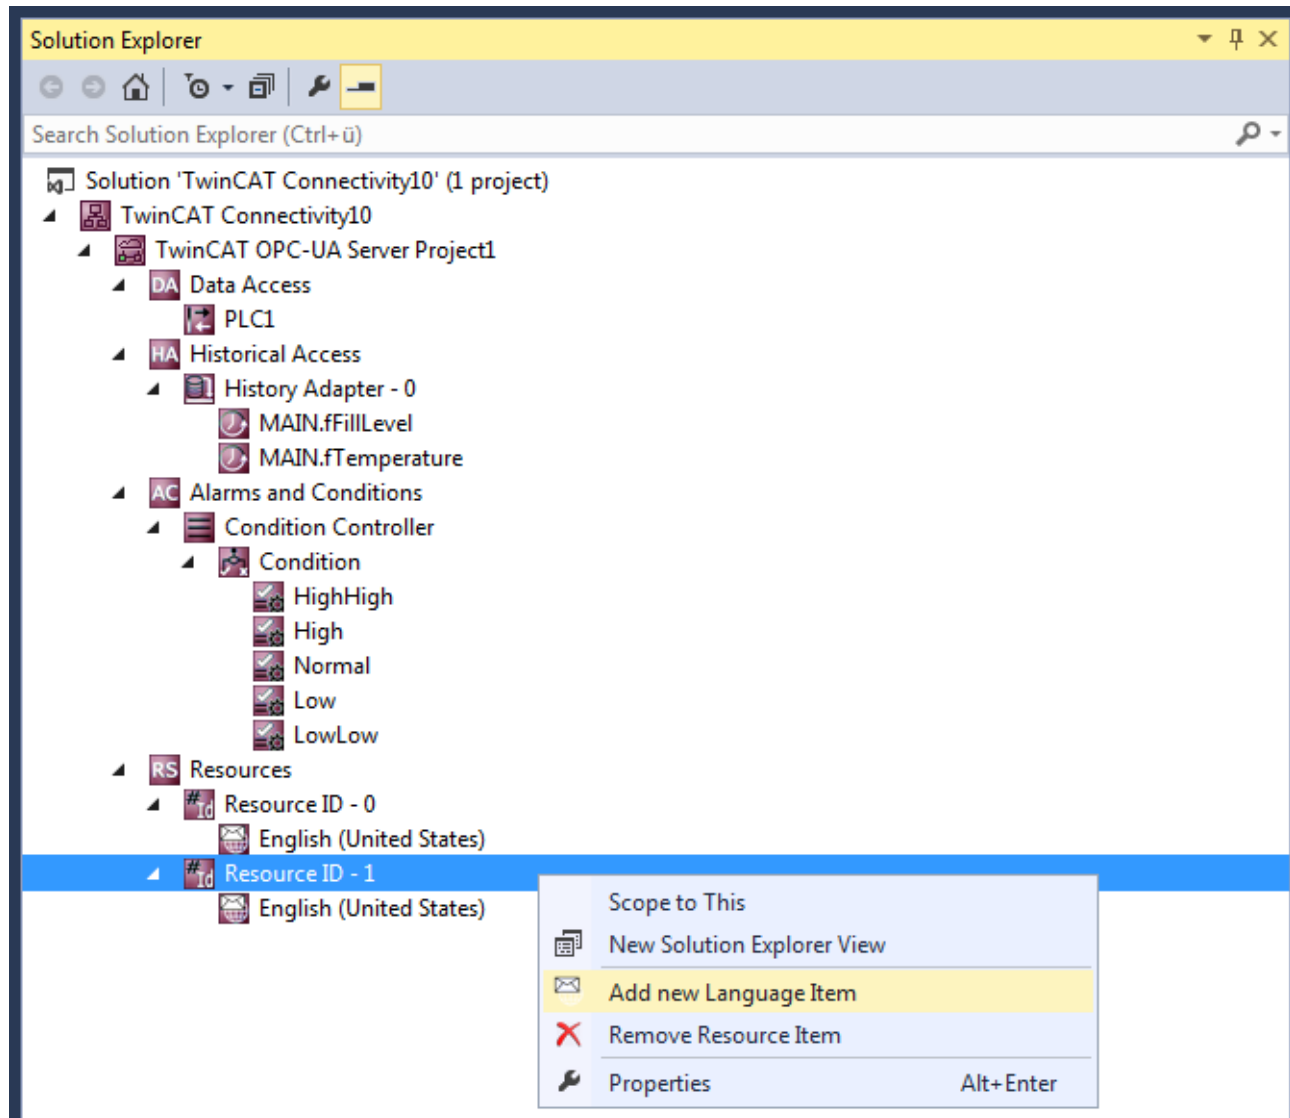 Solution Explorer
Search Solution Explorer (Ctrl+ü)
Solution 'TwinCAT Connectivity10' (1 project)
TwinCAT Connectivity10
TwinCAT OPC-UA Server Project1
DA Data Access
PLC1
HA Historical Access
History Adapter - 0
MAIN.fFillLevel
MAIN.fTemperature
AC Alarms and Conditions
Condition Controller
Condition
HighHigh
High
Normal
Low
LowLow
RS Resources
#Id Resource ID - 0
English (United States)
#Id Resource ID - 1
English (United States)
Scope to This
New Solution Explorer View
Add new Language Item
Remove Resource Item
Properties Alt+Enter